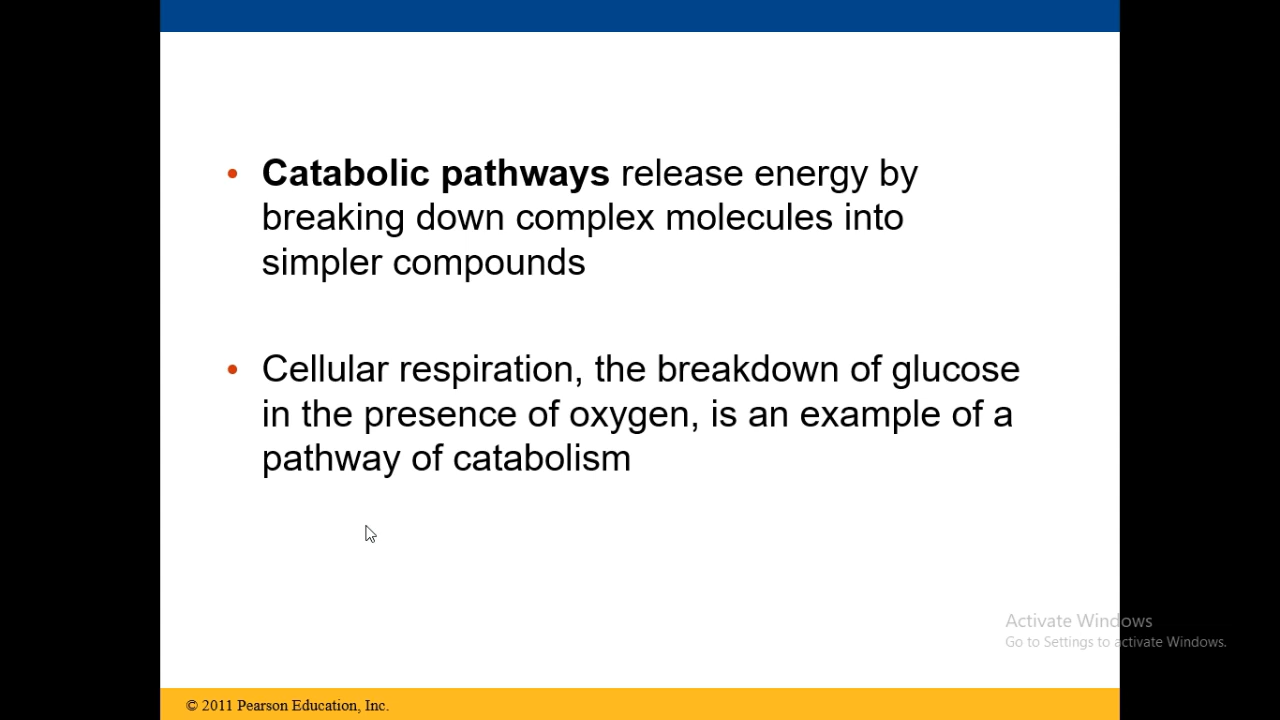 • Catabolic pathways release energy by
breaking down complex molecules into
simpler compounds
• Cellular respiration, the breakdown of glucose
in the presence of oxygen, is an example of a
pathway of catabolism
Activate Windows
Go to Settings to activate Windows.
© 2011 Pearson Education, Inc.